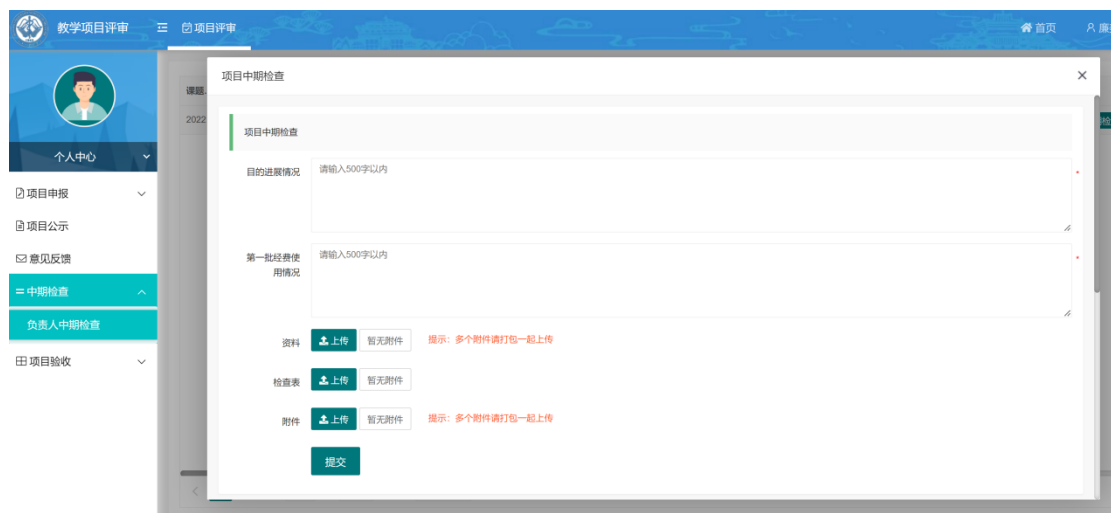 教学项目评审
项目评审
首页
廉
个人中心
项目申报
项目公示
意见反馈
中期检查
负责人中期检查
项目验收
课题
2022
项目中期检查
项目中期检查
目的进展情况
请输入500字以内
*
第一批经费使
用情况
请输入500字以内
*
资料
上传
暂无附件
提示：多个附件请打包一起上传
检查表
上传
暂无附件
附件
上传
暂无附件
提示：多个附件请打包一起上传
提交